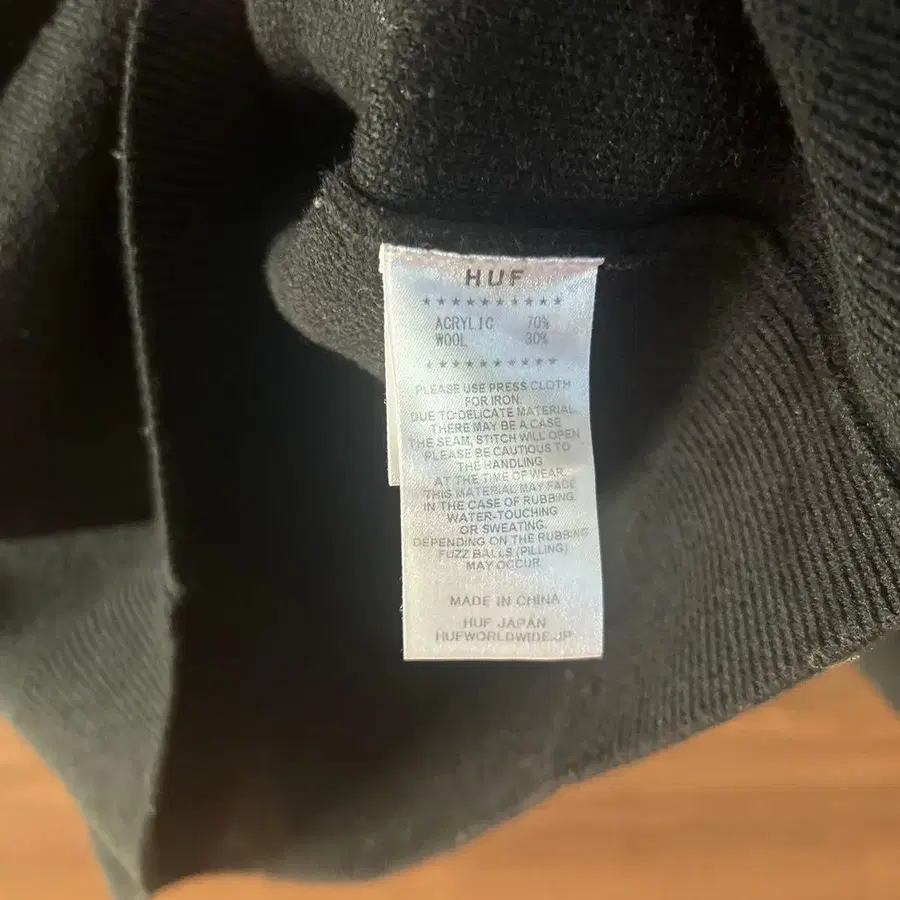 HUF
★★★★★★★★★★
ACRYLIC 70%
WOOL 30%
★★★★★★★★★★
PLEASE USE PRESS CLOTH
FOR IRON.
DUE TO DELICATE MATERIAL,
THERE MAY BE A CASE
THE SEAM, STITCH WILL OPEN
PLEASE BE CAUTIOUS TO
THE HANDLING
AT THE TIME OF WEAR.
THIS MATERIAL MAY FADE
IN THE CASE OF RUBBING,
WATER-TOUCHING
OR SWEATING.
DEPENDING ON THE RUBBING
FUZZ BALLS (PILLING)
MAY OCCUR
MADE IN CHINA
HUF JAPAN
HUFWORLDWIDE.JP